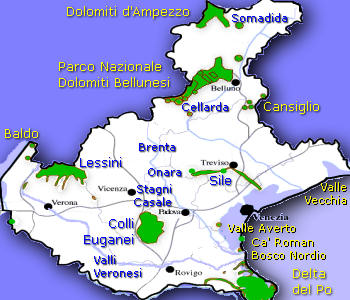 Dolomiti d'Ampezzo
Somadida
Parco Nazionale
Dolomiti Bellunesi
Belluno
Cellarda
Cansiglio
Baldo
Brenta
Lessini
Treviso
Onara
Sile
Vicenza
Stagni
Casale
Valle
Vecchia
Verona
Padova
Venezia
Colli
Euganei
Valle Averto
Ca' Roman
Bosco Nordio
Valli
Veronesi
Rovigo
Delta
del Po